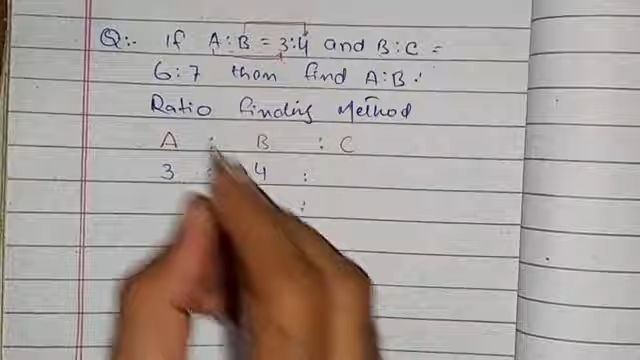 Q:- If A:B = 3:4 and B:C =
6:7 then find A:B:
Ratio Finding Method
A : B : C
3 : 4 :
: